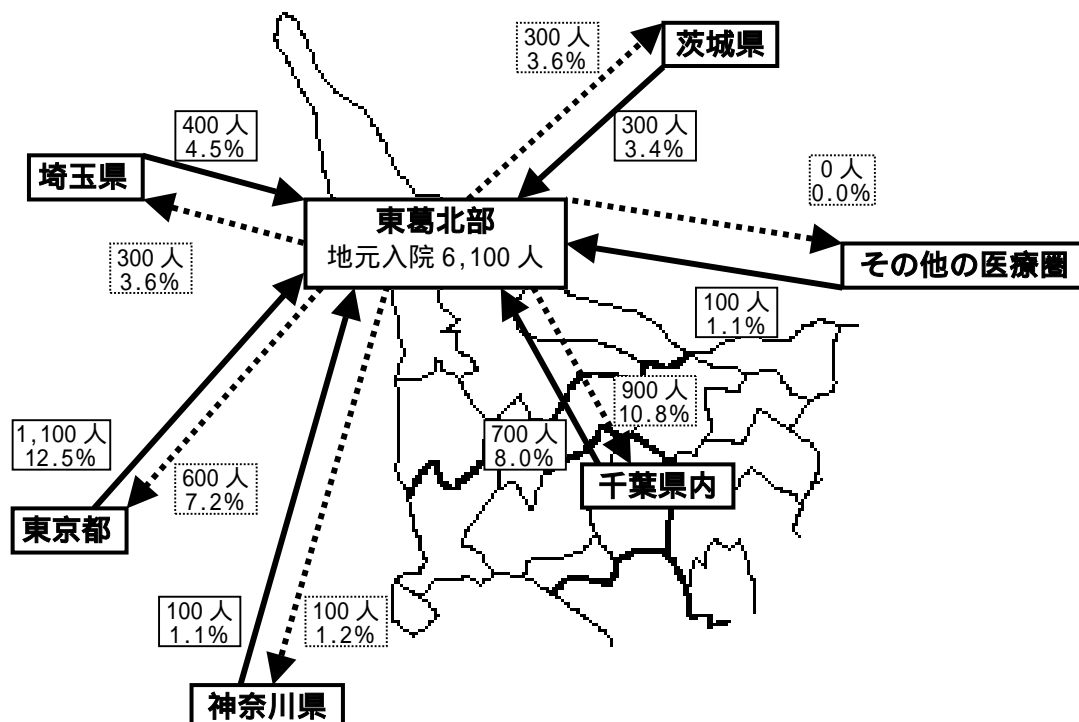 300 人
3.6%
茨城県
400 人
4.5%
300 人
3.4%
埼玉県
0 人
0.0%
東葛北部
地元入院 6,100 人
300 人
3.6%
その他の医療圏
100 人
1.1%
900 人
10.8%
1,100 人
12.5%
700 人
8.0%
600 人
7.2%
千葉県内
東京都
100 人
1.1%
100 人
1.2%
神奈川県